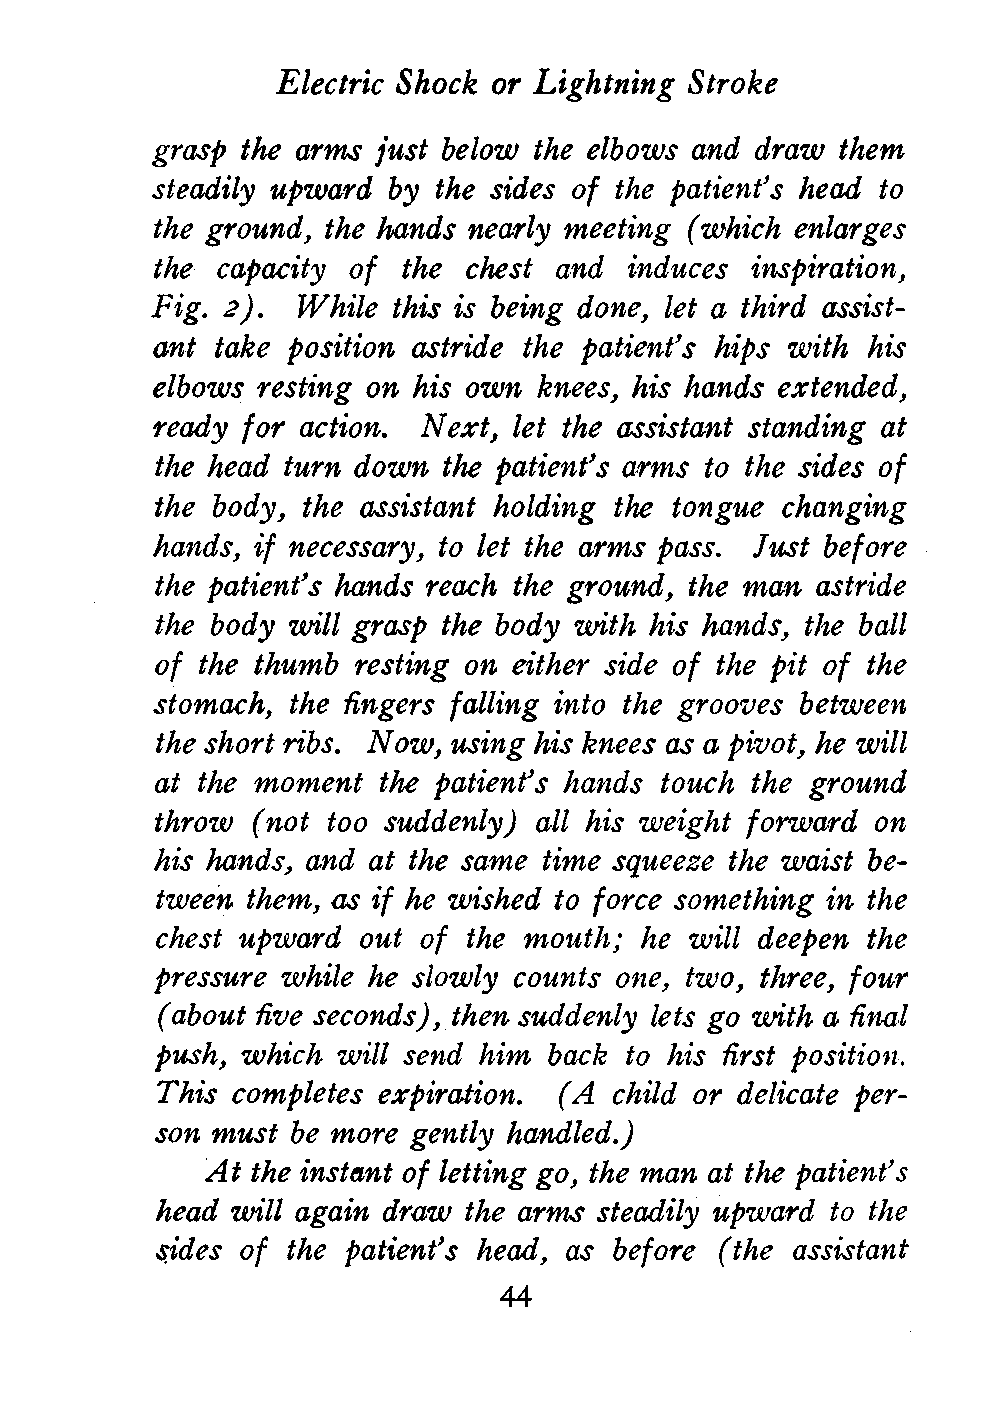 Electric Shock or Lightning Stroke
grasp the arms just below the elbows and draw them
steadily upward by the sides of the patient's head to
the ground, the hands nearly meeting (which enlarges
the capacity of the chest and induces inspiration,
Fig. 2). While this is being done, let a third assist-
ant take position astride the patient's hips with his
elbows resting on his own knees, his hands extended,
ready for action. Next, let the assistant standing at
the head turn down the patient's arms to the sides of
the body, the assistant holding the tongue changing
hands, if necessary, to let the arms pass. Just before
the patient's hands reach the ground, the man astride
the body will grasp the body with his hands, the ball
of the thumb resting on either side of the pit of the
stomach, the fingers falling into the grooves between
the short ribs. Now, using his knees as a pivot, he will
at the moment the patient's hands touch the ground
throw (not too suddenly) all his weight forward on
his hands, and at the same time squeeze the waist be-
tween them, as if he wished to force something in the
chest upward out of the mouth; he will deepen the
pressure while he slowly counts one, two, three, four
(about five seconds), then suddenly lets go with a final
push, which will send him back to his first position.
This completes expiration. (A child or delicate per-
son must be more gently handled.)
At the instant of letting go, the man at the patient's
head will again draw the arms steadily upward to the
sides of the patient's head, as before (the assistant
44